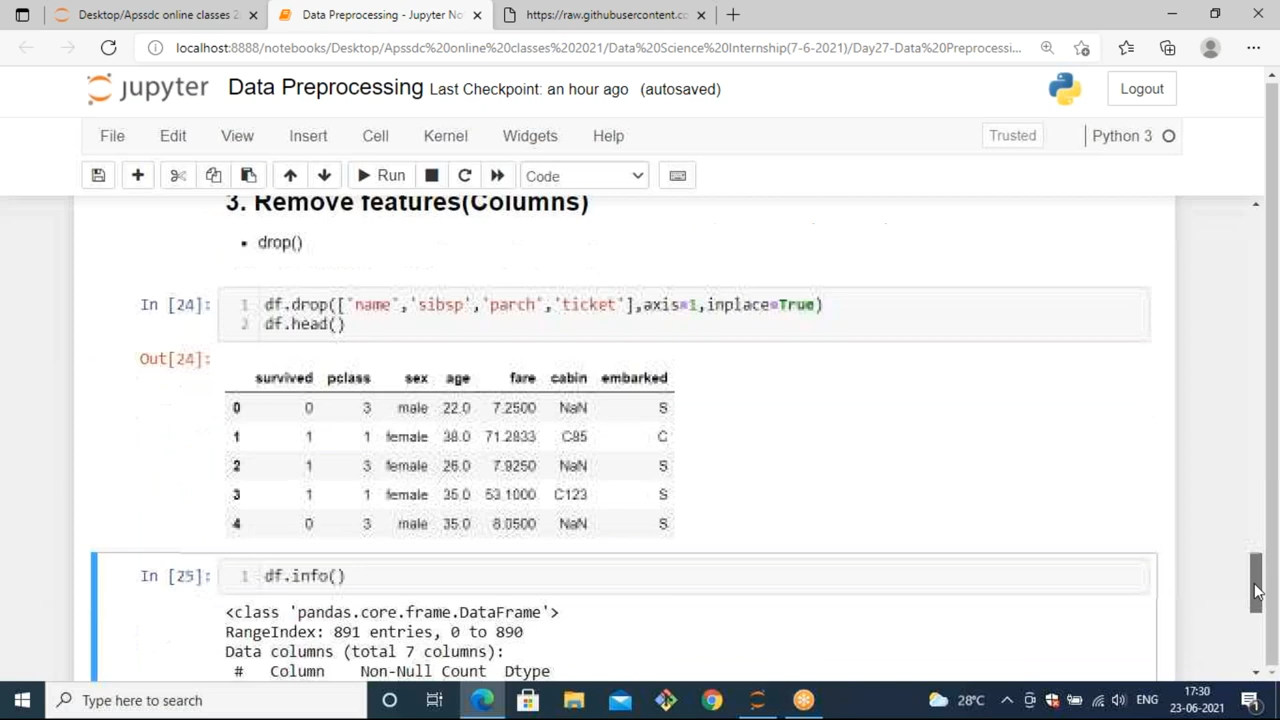 Desktop/Apssdc online classes 2
Data Preprocessing - Jupyter No
https://raw.githubusercontent.cc
localhost:8888/notebooks/Desktop/Apssdc%20online%20classes%202021/Data%20Science%20Internship(7-6-2021)/Day27-Data%20Preprocessi...
jupyter Data Preprocessing Last Checkpoint: an hour ago (autosaved) Logout
File Edit View Insert Cell Kernel Widgets Help Trusted Python 3
Run Code
3. Remove features(Columns)
• drop()
In [24]: 1 df.drop(["name",'sibsp','parch','ticket'],axis=1,inplace=True)
2 df.head()
Out[24]:
survived pclass sex age fare cabin embarked
0 0 3 male 22.0 7.2500 NaN S
1 1 1 female 38.0 71.2833 C85 C
2 1 3 female 26.0 7.9250 NaN S
3 1 1 female 35.0 53.1000 C123 S
4 0 3 male 35.0 8.0500 NaN S
In [25]: 1 df.info()
<class 'pandas.core.frame.DataFrame'>
RangeIndex: 891 entries, 0 to 890
Data columns (total 7 columns):
# Column Non-Null Count Dtype
Type here to search 28°C ENG 17:30
23-06-2021